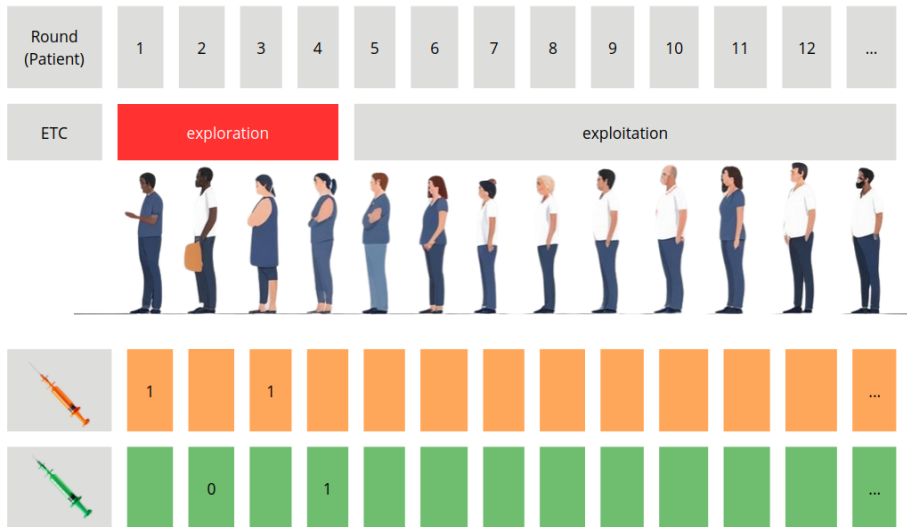 Round
(Patient)
1 2 3 4 5 6 7 8 9 10 11 12 ...
ETC exploration exploitation
1 1 ...
0 1 ...